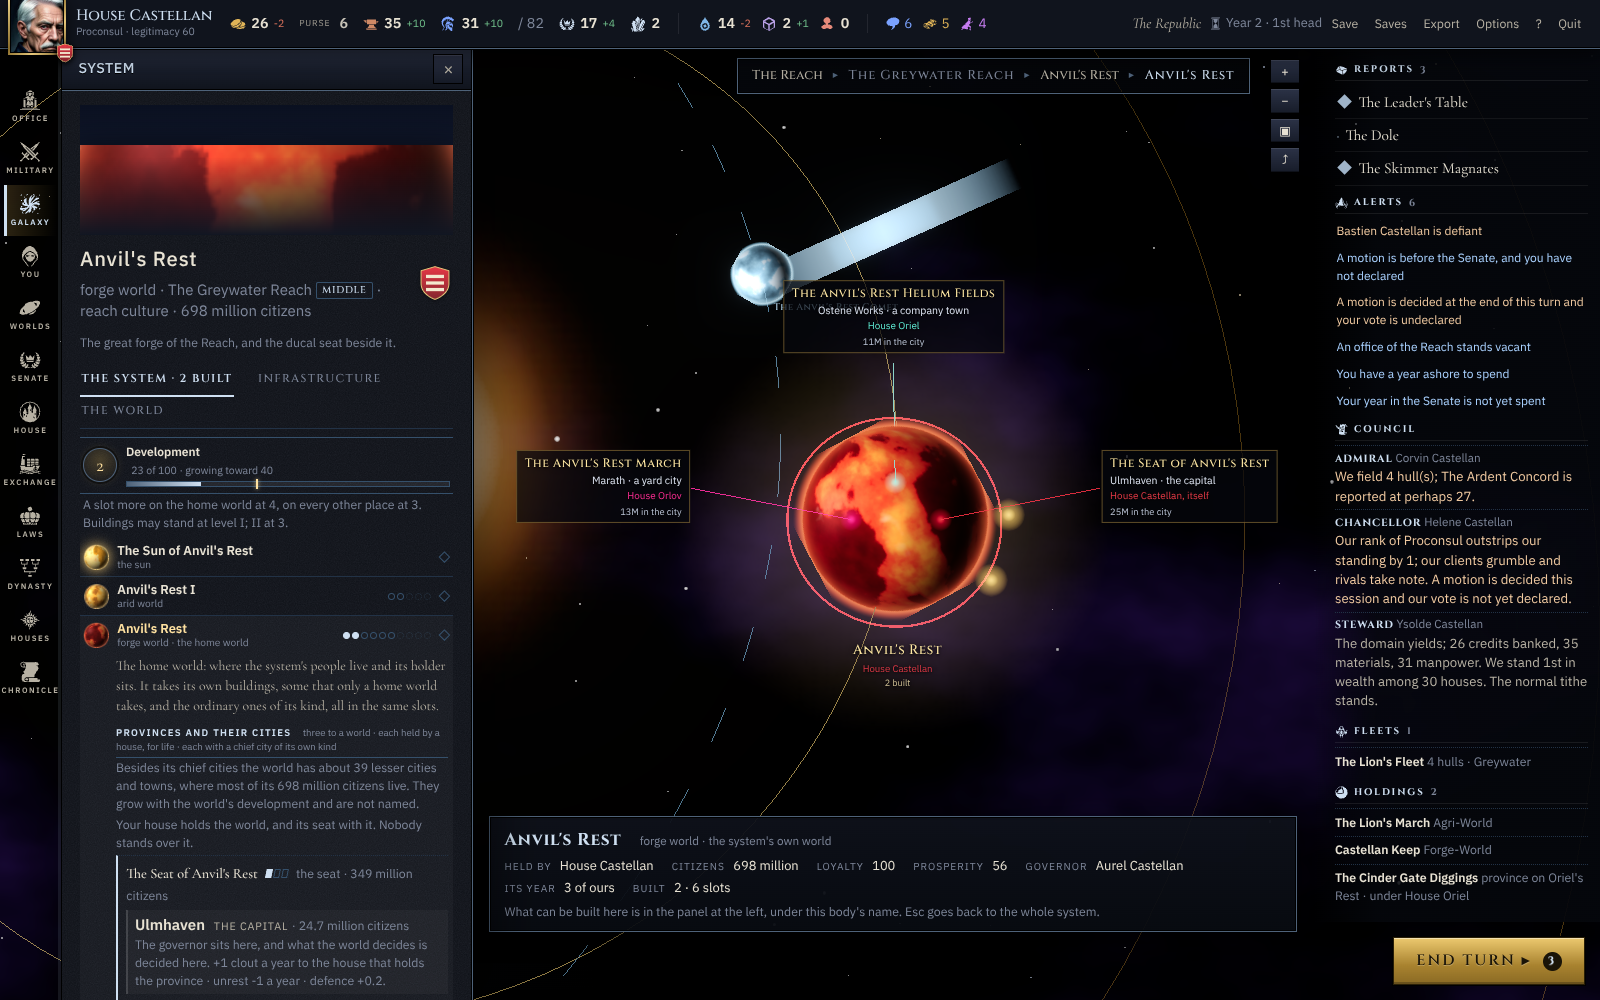 HOUSE CASTELLAN
Proconsul · legitimacy 60
26 -2 PURSE 6 35 +10 31 +10 / 82 17 +4 2 14 -2 2 +1 0 6 5 4
The Republic Year 2 · 1st head Save Saves Export Options ? Quit
OFFICE
MILITARY
GALAXY
YOU
WORLDS
SENATE
HOUSE
EXCHANGE
LAWS
DYNASTY
HOUSES
CHRONICLE
SYSTEM ×
Anvil's Rest
forge world · The Greywater Reach MIDDLE ·
reach culture · 698 million citizens
The great forge of the Reach, and the ducal seat beside it.
THE SYSTEM · 2 BUILT INFRASTRUCTURE
THE WORLD
2
Development
23 of 100 · growing toward 40
A slot more on the home world at 4, on every other place at 3.
Buildings may stand at level I; II at 3.
The Sun of Anvil's Rest
the sun
Anvil's Rest I
arid world
Anvil's Rest
forge world · the home world
The home world: where the system's people live and its holder
sits. It takes its own buildings, some that only a home world
takes, and the ordinary ones of its kind, all in the same slots.
PROVINCES AND THEIR CITIES three to a world · each held by a
house, for life · each with a chief city of its own kind
Besides its chief cities the world has about 39 lesser cities
and towns, where most of its 698 million citizens live. They
grow with the world's development and are not named.
Your house holds the world, and its seat with it. Nobody
stands over it.
The Seat of Anvil's Rest the seat · 349 million
citizens
Ulmhaven THE CAPITAL · 24.7 million citizens
The governor sits here, and what the world decides is
decided here. +1 clout a year to the house that holds
the province · unrest -1 a year · defence +0.2.
THE REACH ▸ THE GREYWATER REACH ▸ ANVIL'S REST ▸ ANVIL'S REST
+
−
THE ANVIL'S REST HELIUM FIELDS
Ostene Works · a company town
House Oriel
11M in the city
THE ANVIL'S REST MARCH
Marath · a yard city
House Orlov
13M in the city
THE SEAT OF ANVIL'S REST
Ulmhaven · the capital
House Castellan, itself
25M in the city
ANVIL'S REST
House Castellan
2 built
ANVIL'S REST forge world · the system's own world
HELD BY House Castellan CITIZENS 698 million LOYALTY 100 PROSPERITY 56 GOVERNOR Aurel Castellan
ITS YEAR 3 of ours BUILT 2 · 6 slots
What can be built here is in the panel at the left, under this body's name. Esc goes back to the whole system.
REPORTS 3
The Leader's Table
The Dole
The Skimmer Magnates
ALERTS 6
Bastien Castellan is defiant
A motion is before the Senate, and you have
not declared
A motion is decided at the end of this turn and
your vote is undeclared
An office of the Reach stands vacant
You have a year ashore to spend
Your year in the Senate is not yet spent
COUNCIL
ADMIRAL Corvin Castellan
We field 4 hull(s); The Ardent Concord is
reported at perhaps 27.
CHANCELLOR Helene Castellan
Our rank of Proconsul outstrips our
standing by 1; our clients grumble and
rivals take note. A motion is decided this
session and our vote is not yet declared.
STEWARD Ysolde Castellan
The domain yields; 26 credits banked, 35
materials, 31 manpower. We stand 1st in
wealth among 30 houses. The normal tithe
stands.
FLEETS 1
The Lion's Fleet 4 hulls · Greywater
HOLDINGS 2
The Lion's March Agri-World
Castellan Keep Forge-World
The Cinder Gate Diggings province on Oriel's
Rest · under House Oriel
END TURN ▸ 3